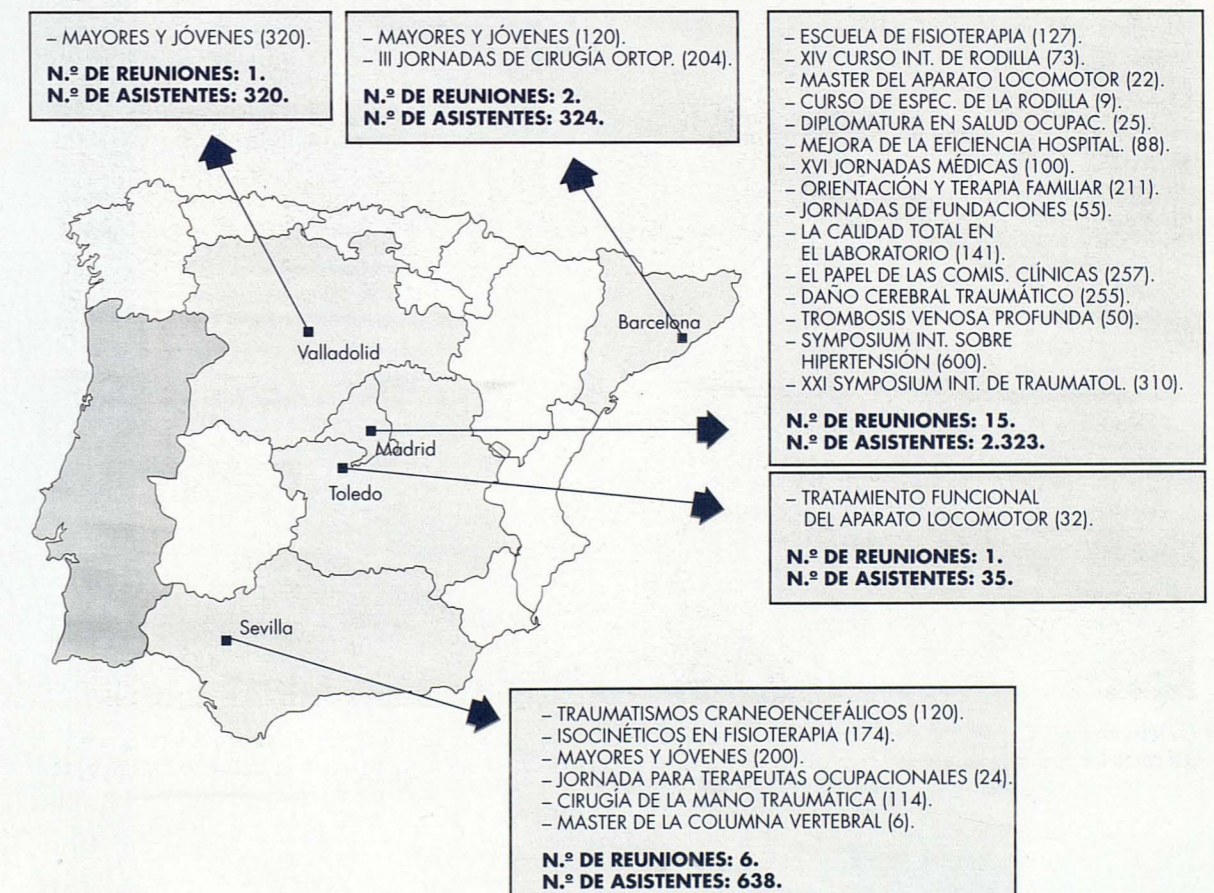 – MAYORES Y JÓVENES (320).
N.º DE REUNIONES: 1.
N.º DE ASISTENTES: 320.
– MAYORES Y JÓVENES (120).
– III JORNADAS DE CIRUGÍA ORTOP. (204).
N.º DE REUNIONES: 2.
N.º DE ASISTENTES: 324.
– ESCUELA DE FISIOTERAPIA (127).
– XIV CURSO INT. DE RODILLA (73).
– MASTER DEL APARATO LOCOMOTOR (22).
– CURSO DE ESPEC. DE LA RODILLA (9).
– DIPLOMATURA EN SALUD OCUPAC. (25).
– MEJORA DE LA EFICIENCIA HOSPITAL. (88).
– XVI JORNADAS MÉDICAS (100).
– ORIENTACIÓN Y TERAPIA FAMILIAR (211).
– JORNADAS DE FUNDACIONES (55).
– LA CALIDAD TOTAL EN
EL LABORATORIO (141).
– EL PAPEL DE LAS COMIS. CLÍNICAS (257).
– DAÑO CEREBRAL TRAUMÁTICO (255).
– TROMBOSIS VENOSA PROFUNDA (50).
– SYMPOSIUM INT. SOBRE
HIPERTENSIÓN (600).
– XXI SYMPOSIUM INT. DE TRAUMATOL. (310).
N.º DE REUNIONES: 15.
N.º DE ASISTENTES: 2.323.
Barcelona
Valladolid
Madrid
Toledo
– TRATAMIENTO FUNCIONAL
DEL APARATO LOCOMOTOR (32).
N.º DE REUNIONES: 1.
N.º DE ASISTENTES: 35.
Sevilla
– TRAUMATISMOS CRANEOENCEFÁLICOS (120).
– ISOCINÉTICOS EN FISIOTERAPIA (174).
– MAYORES Y JÓVENES (200).
– JORNADA PARA TERAPEUTAS OCUPACIONALES (24).
– CIRUGÍA DE LA MANO TRAUMÁTICA (114).
– MASTER DE LA COLUMNA VERTEBRAL (6).
N.º DE REUNIONES: 6.
N.º DE ASISTENTES: 638.